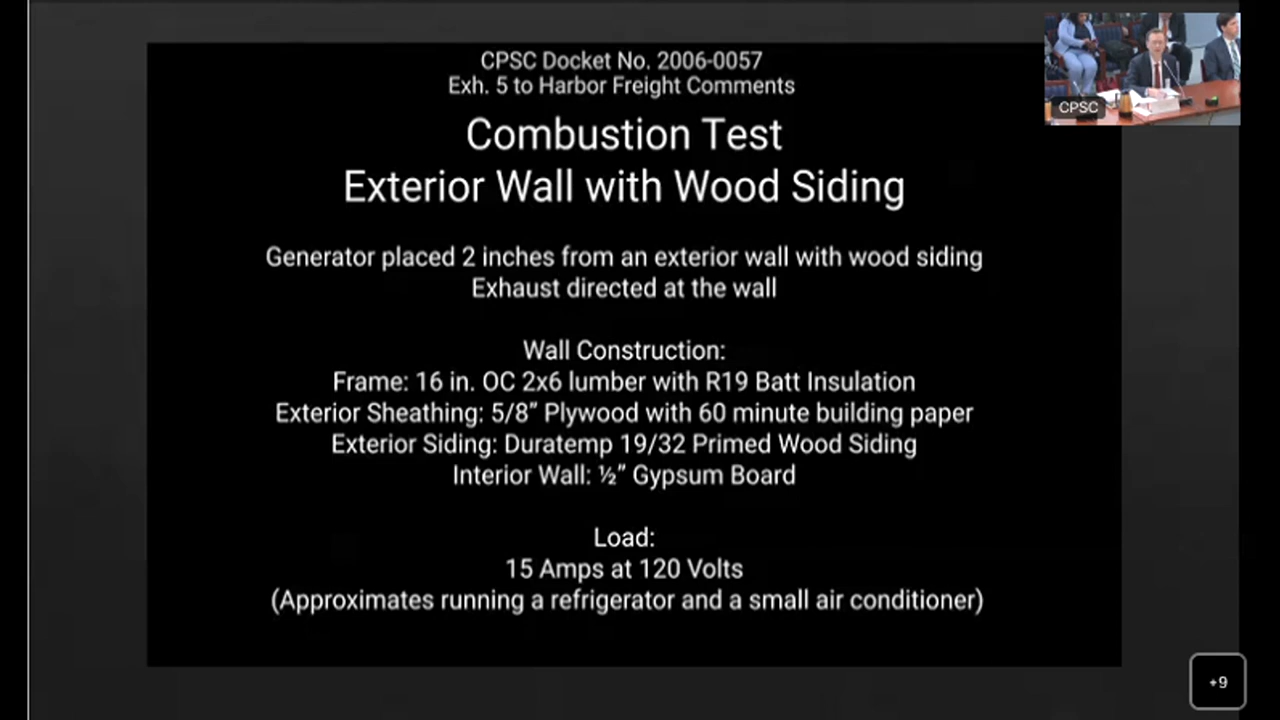 CPSC Docket No. 2006-0057
Exh. 5 to Harbor Freight Comments
Combustion Test
Exterior Wall with Wood Siding
Generator placed 2 inches from an exterior wall with wood siding
Exhaust directed at the wall
Wall Construction:
Frame: 16 in. OC 2x6 lumber with R19 Batt Insulation
Exterior Sheathing: 5/8” Plywood with 60 minute building paper
Exterior Siding: Duratemp 19/32 Primed Wood Siding
Interior Wall: ½” Gypsum Board
Load:
15 Amps at 120 Volts
(Approximates running a refrigerator and a small air conditioner)
CPSC
+9